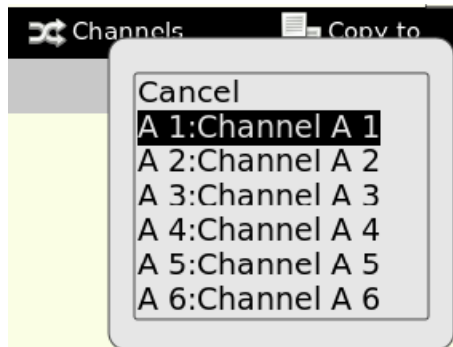 Channels Copy to
Cancel
A 1:Channel A 1
A 2:Channel A 2
A 3:Channel A 3
A 4:Channel A 4
A 5:Channel A 5
A 6:Channel A 6